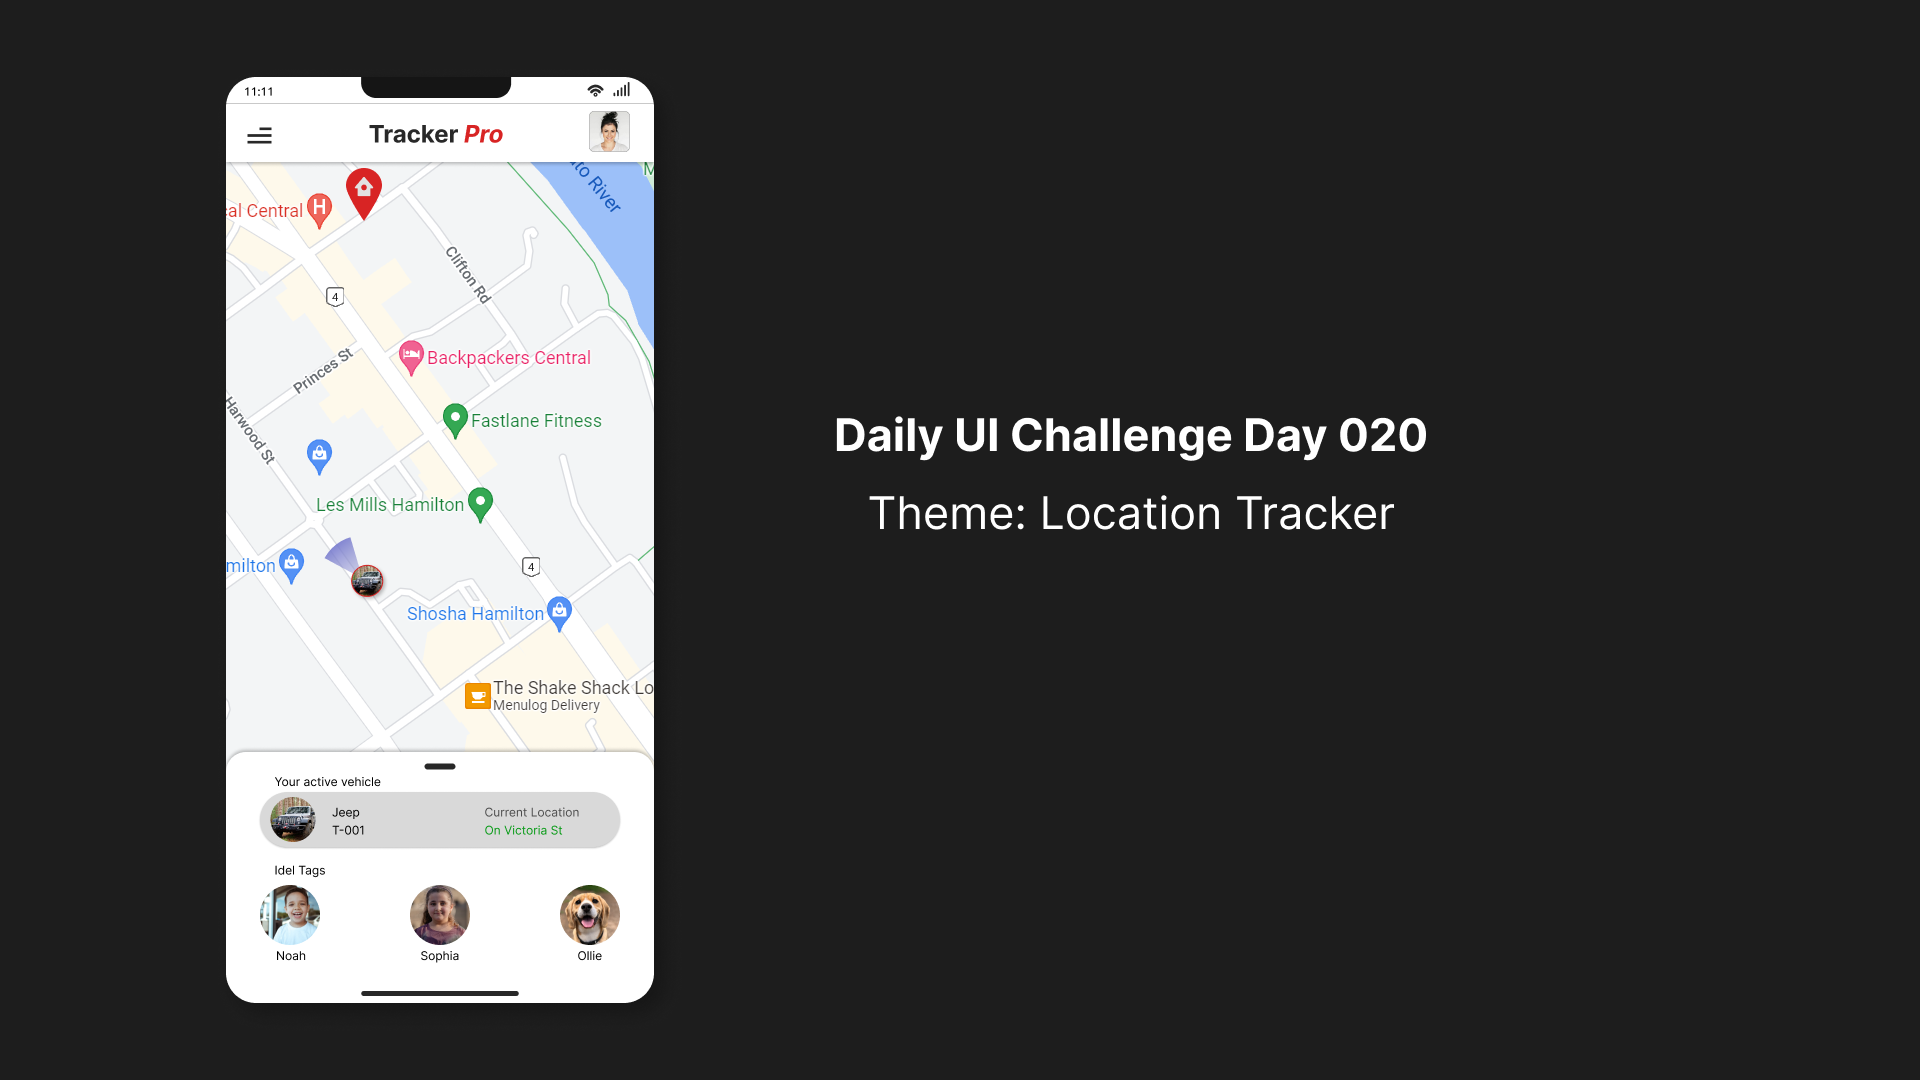 11:11
Tracker Pro
ato River
M
cal Central
H
Clifton Rd
4
Princes St
Backpackers Central
Harwood St
Fastlane Fitness
Les Mills Hamilton
milton
4
Shosha Hamilton
The Shake Shack Lo
Menulog Delivery
Your active vehicle
Jeep
T-001
Current Location
On Victoria St
Idel Tags
Noah
Sophia
Ollie
Daily UI Challenge Day 020
Theme: Location Tracker